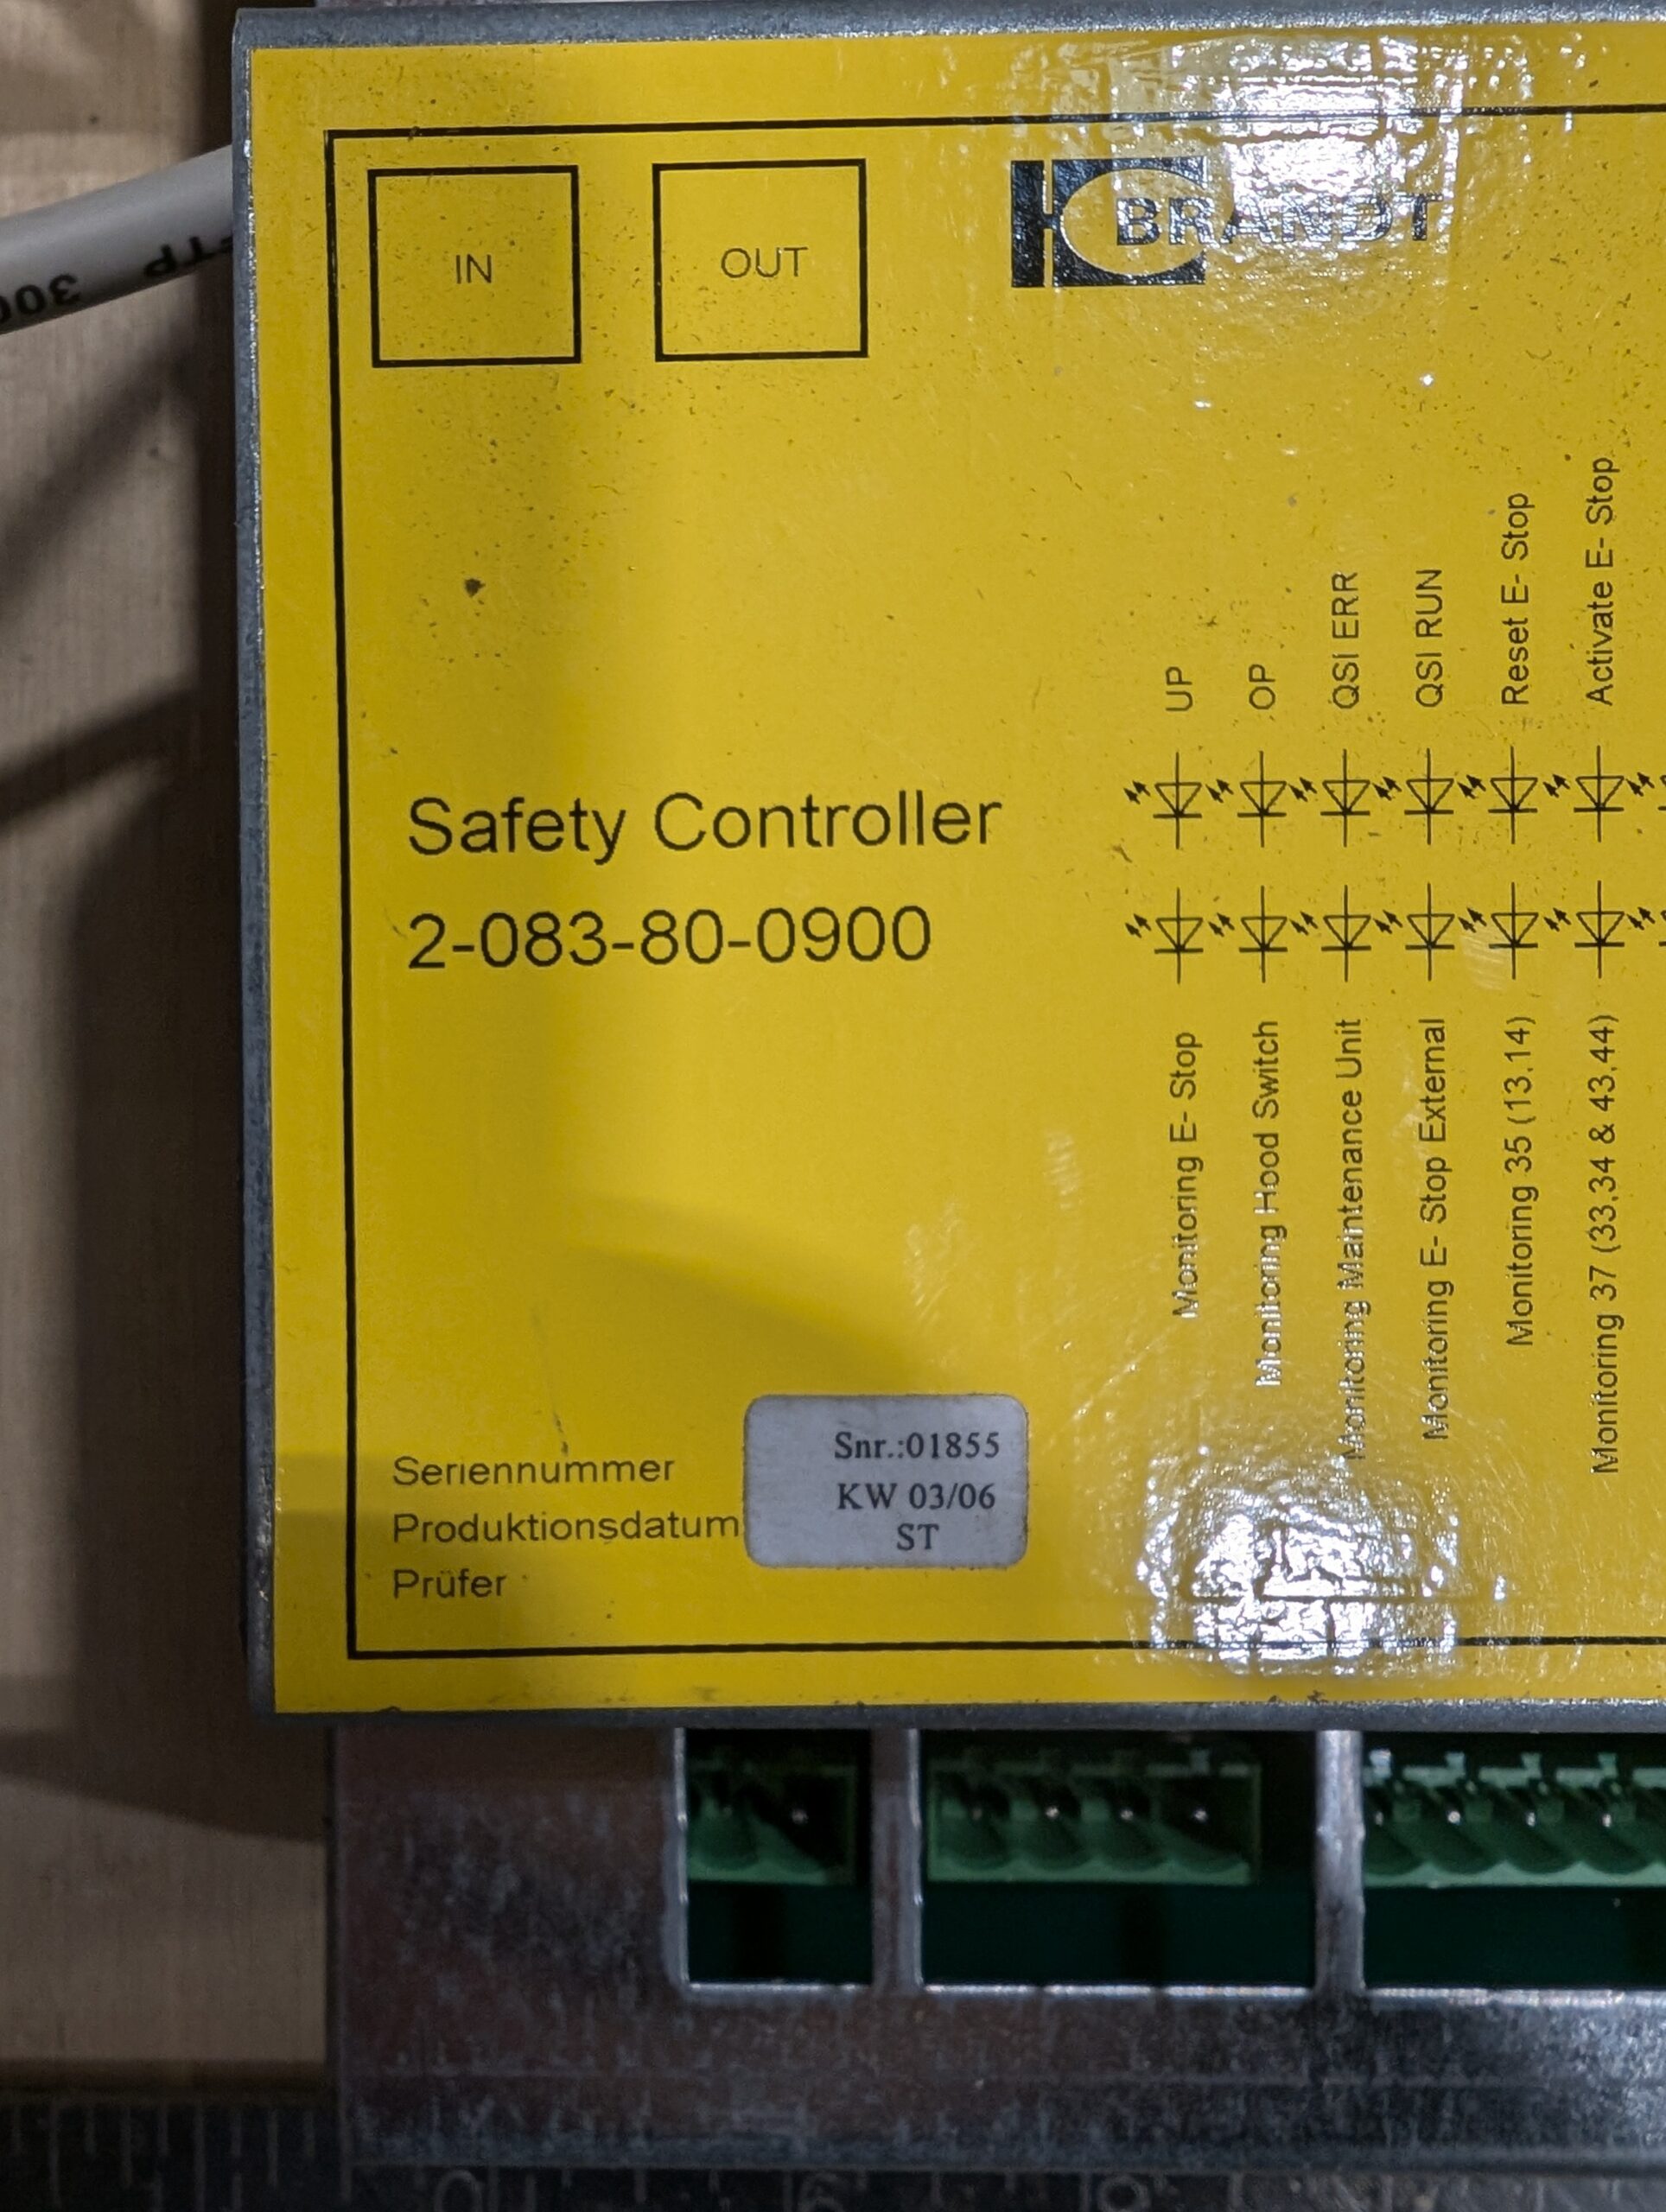 IN
OUT
BRANDT
UP
OP
QSI ERR
QSI RUN
Reset E- Stop
Activate E- Stop
Safety Controller
2-083-80-0900
Monitoring E- Stop
Monitoring Hood Switch
Monitoring Maintenance Unit
Monitoring E- Stop External
Monitoring 35 (13,14)
Monitoring 37 (33,34 & 43,44)
Seriennummer
Produktionsdatum
Prüfer
Snr.:01855
KW 03/06
ST